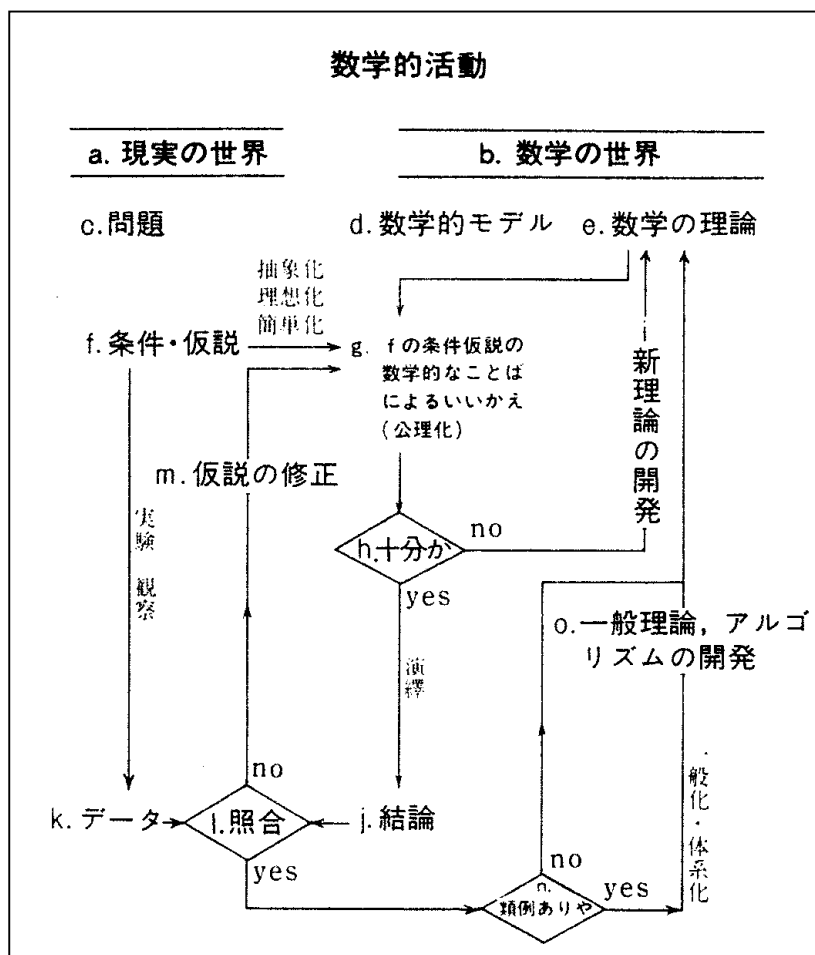 数学的活動
a. 現実の世界
b. 数学の世界
c.問題
d.数学的モデル
e.数学の理論
抽象化
理想化
簡単化
f.条件・仮説
g. fの条件仮説の
数学的なことば
によるいいかえ
(公理化)
新理論の開発
m.仮説の修正
実験 観察
h.十分か
no
yes
演繹
o.一般理論,アルゴ
リズムの開発
no
k.データ
l.照合
j.結論
yes
no
n.
類例ありや
yes
一般化・体系化